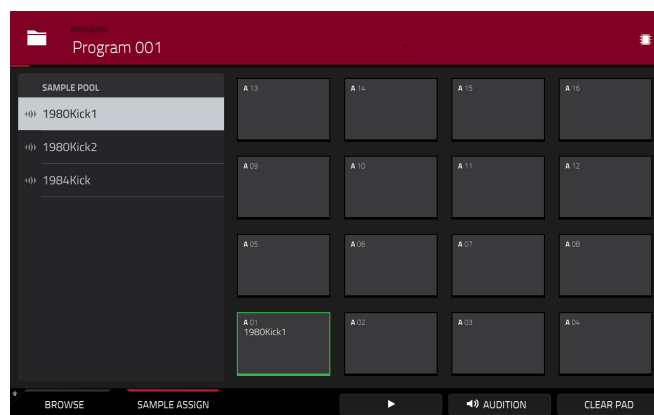 PROGRAM
Program 001
SAMPLE POOL
1980Kick1
1980Kick2
1984Kick
A 13
A 14
A 15
A 16
A 09
A 10
A 11
A 12
A 05
A 06
A 07
A 08
A 01
1980Kick1
A 02
A 03
A 04
BROWSE
SAMPLE ASSIGN
AUDITION
CLEAR PAD